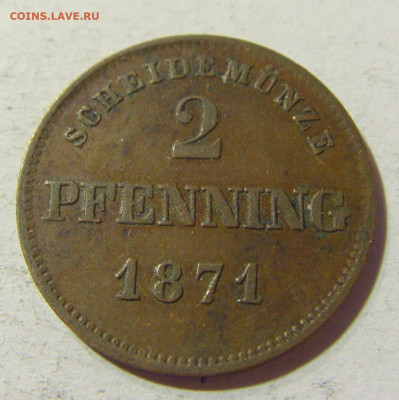 COINS.LAVE.RU
SCHEIDEMÜNZE
2
PFENNING
1871